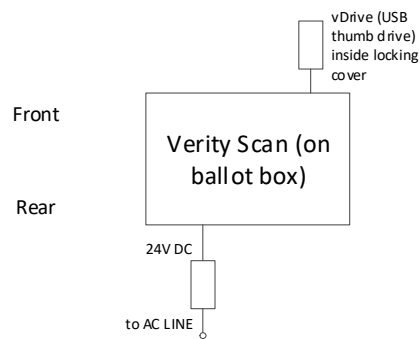 vDrive (USB
thumb drive)
inside locking
cover
Front
Verity Scan (on
ballot box)
Rear
24V DC
to AC LINE